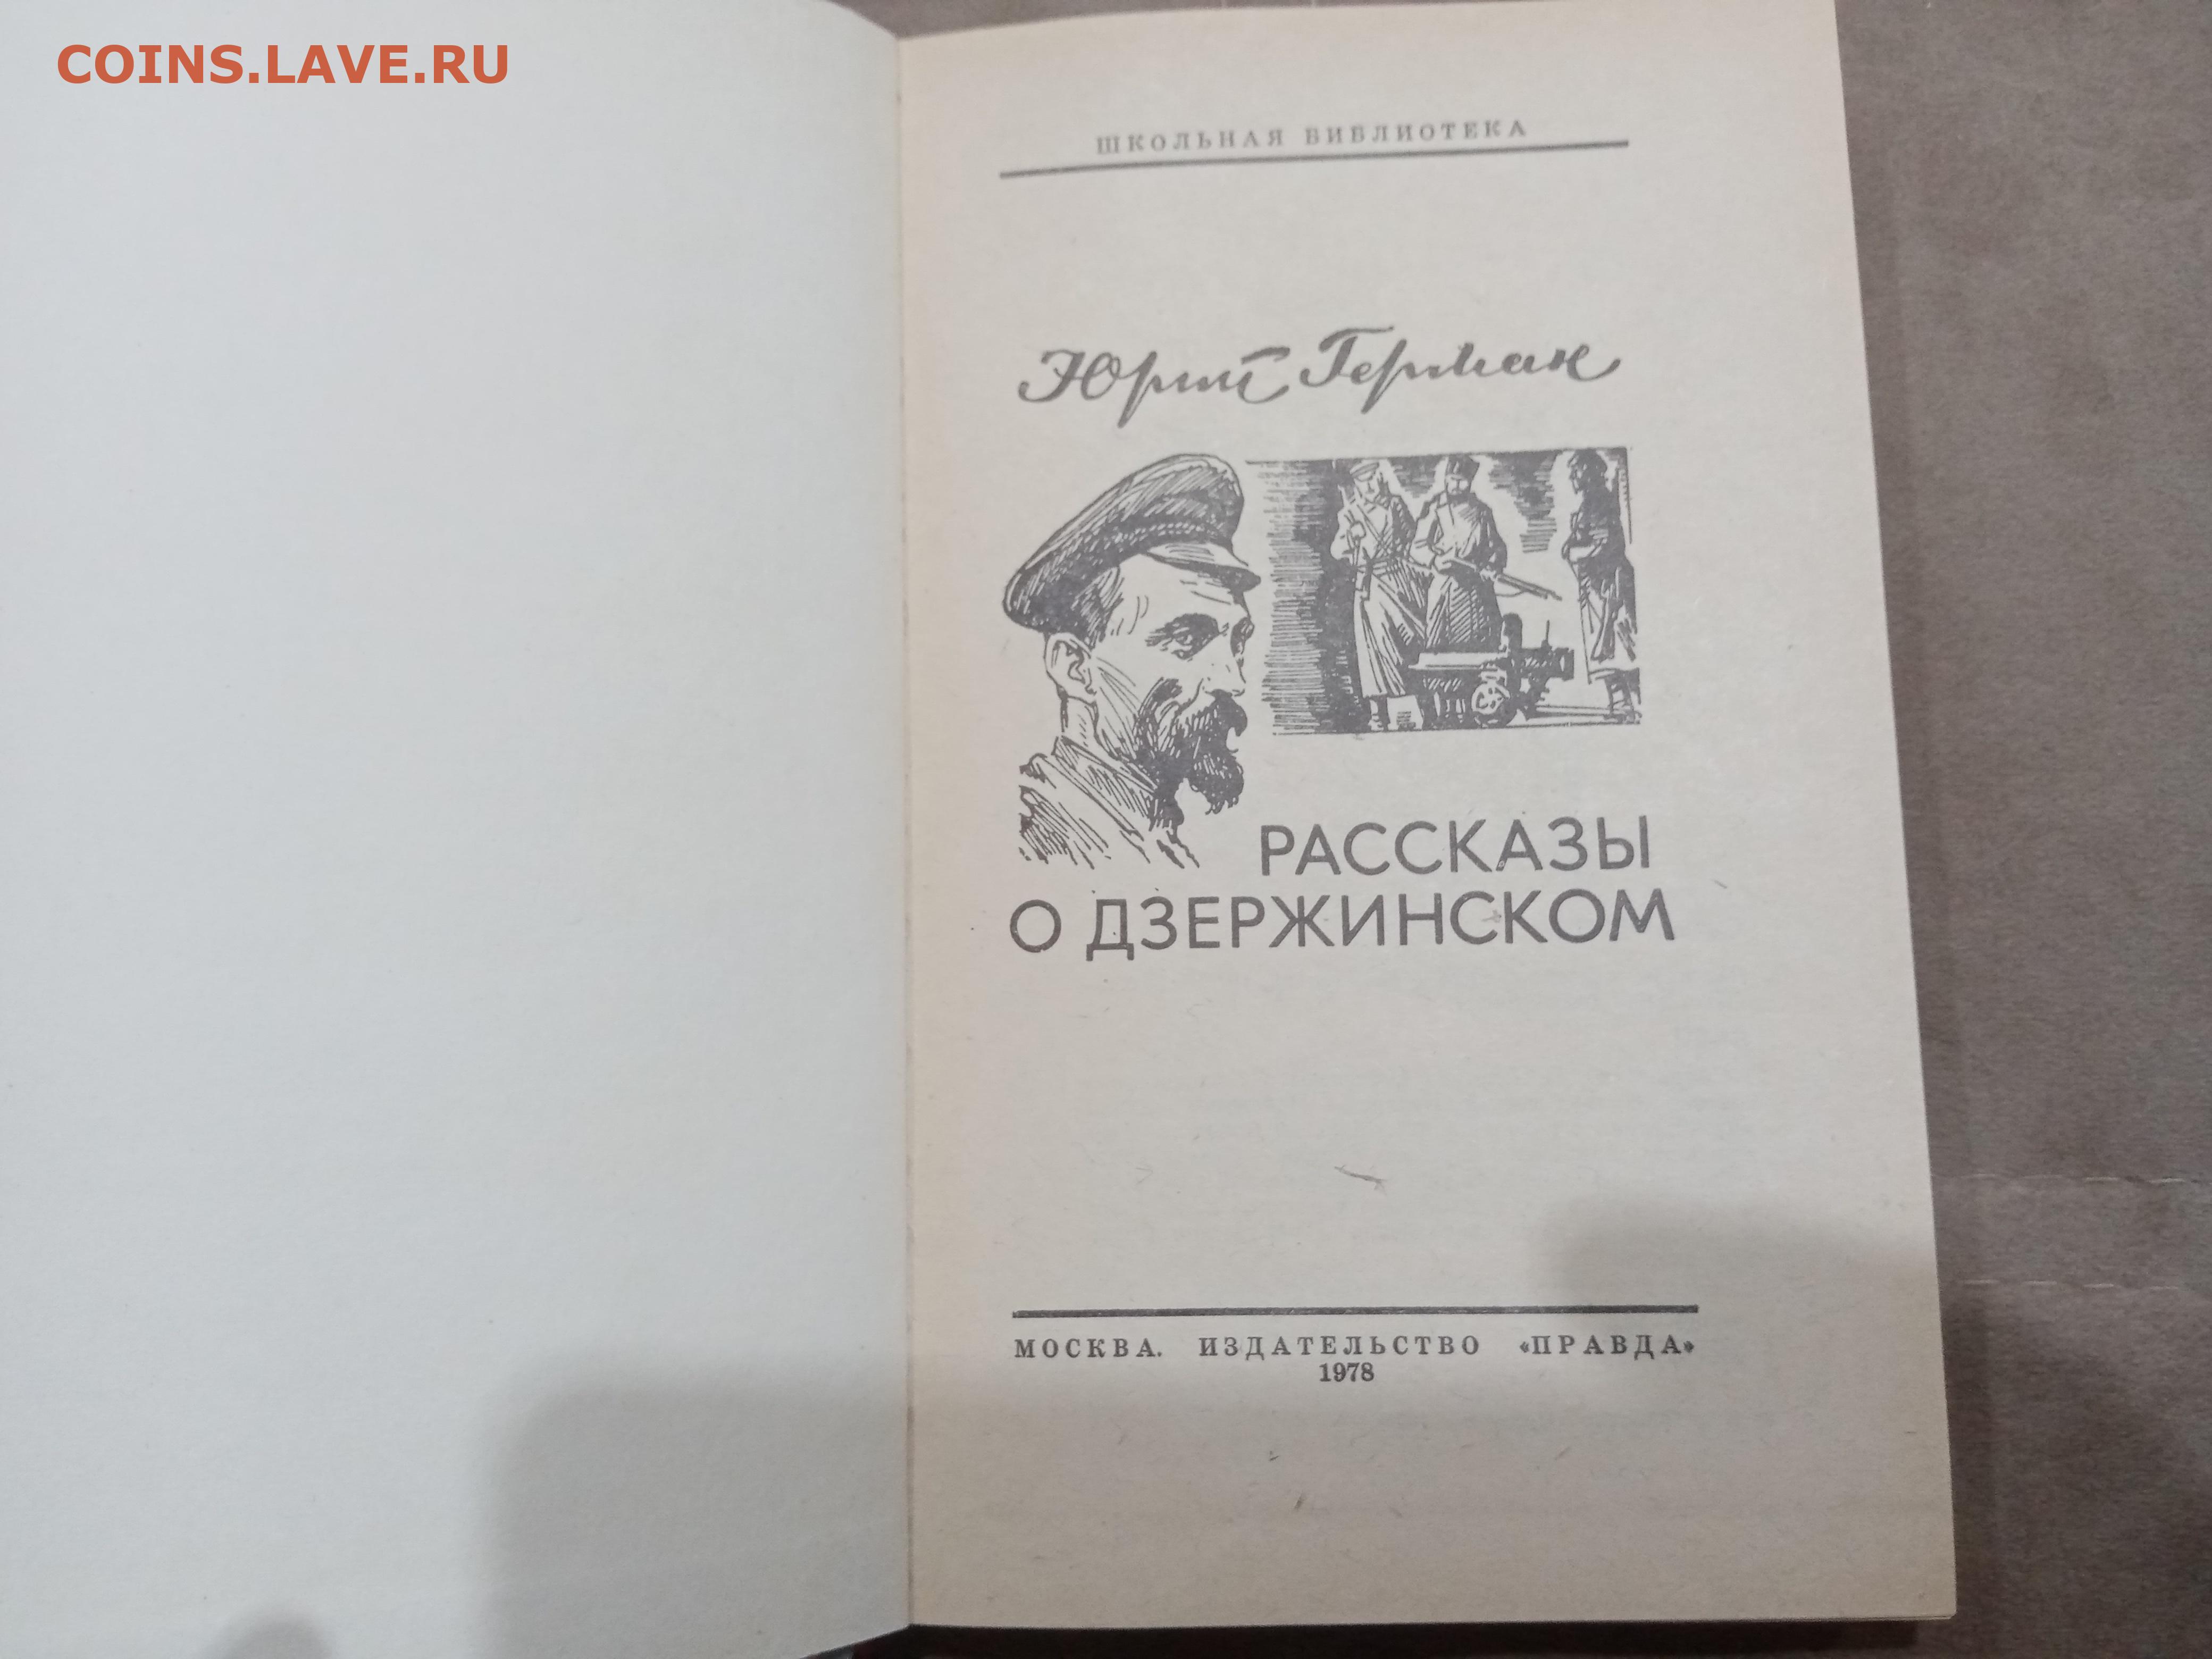 COINS.LAVE.RU
ШКОЛЬНАЯ БИБЛИОТЕКА
Юрий Герман
РАССКАЗЫ
О ДЗЕРЖИНСКОМ
МОСКВА. ИЗДАТЕЛЬСТВО «ПРАВДА»
1978